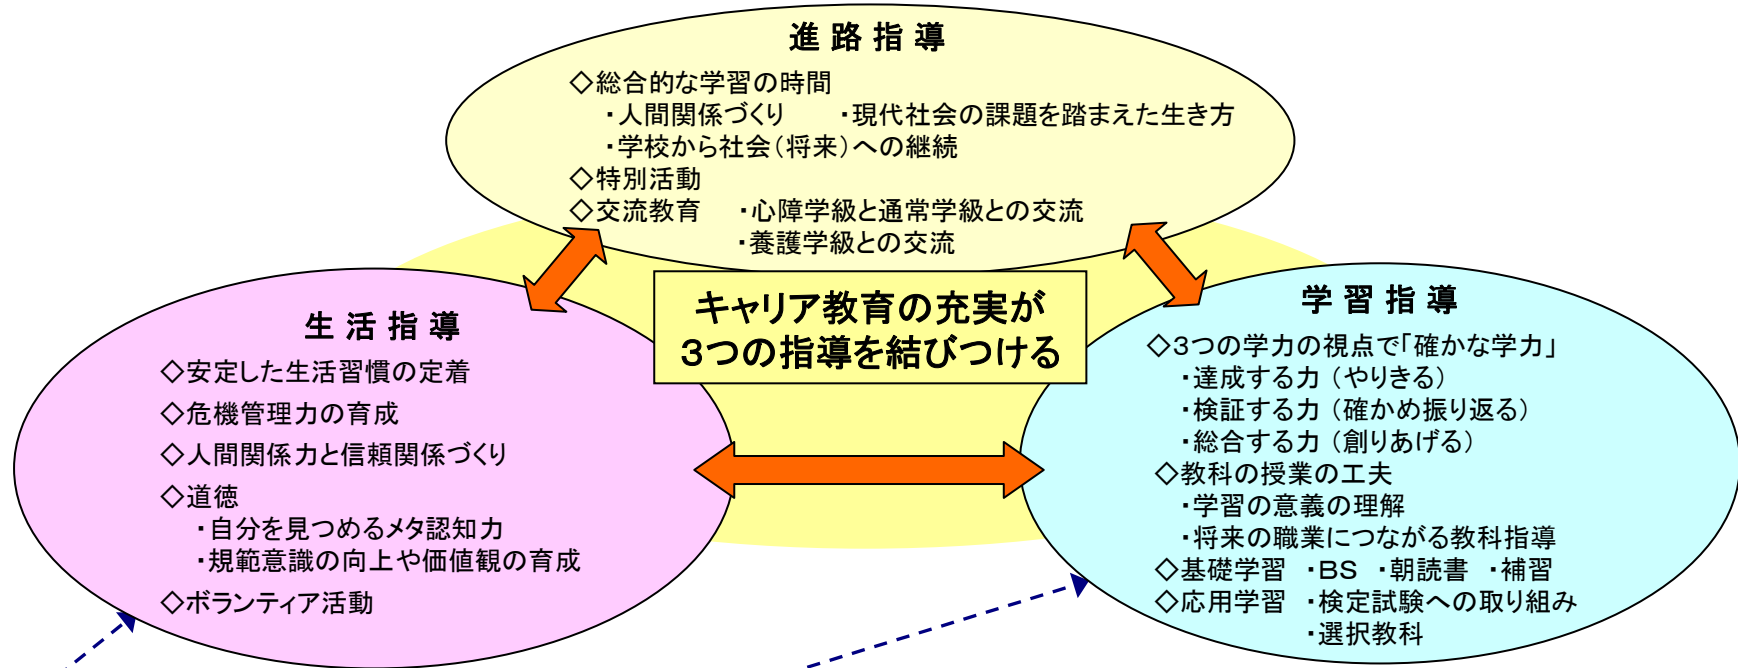 進路指導
◇総合的な学習の時間
・人間関係づくり　　・現代社会の課題を踏まえた生き方
・学校から社会（将来）への継続
◇特別活動
◇交流教育　・心障学級と通常学級との交流
・養護学級との交流
キャリア教育の充実が
３つの指導を結びつける
生活指導
◇安定した生活習慣の定着
◇危機管理力の育成
◇人間関係力と信頼関係づくり
◇道徳
・自分を見つめるメタ認知力
・規範意識の向上や価値観の育成
◇ボランティア活動
学習指導
◇３つの学力の視点で「確かな学力」
・達成する力（やりきる）
・検証する力（確かめ振り返る）
・総合する力（創りあげる）
◇教科の授業の工夫
・学習の意義の理解
・将来の職業につながる教科指導
◇基礎学習　・ＢＳ　・朝読書　・補習
◇応用学習　・検定試験への取り組み
・選択教科